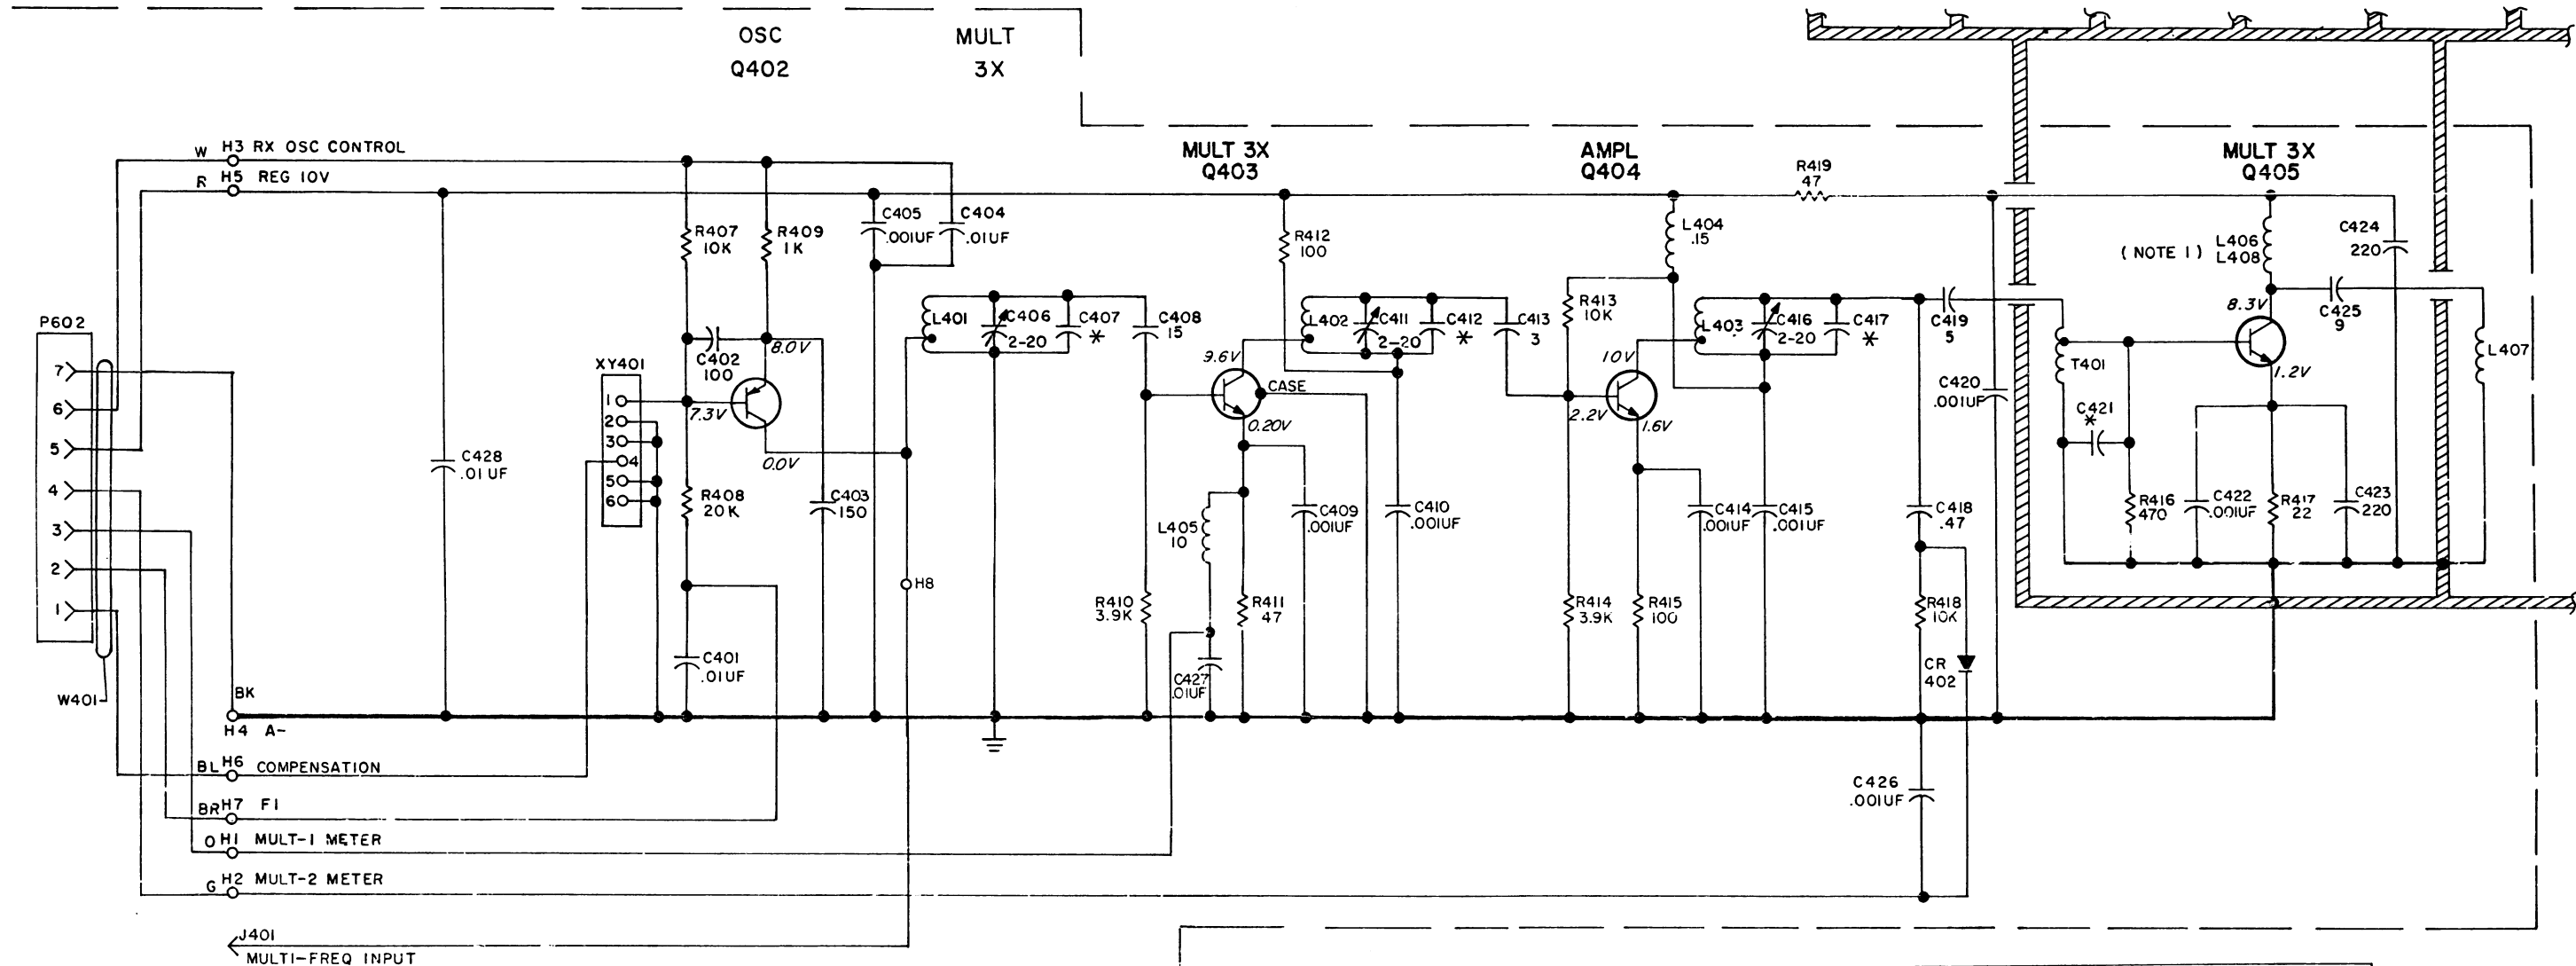 OSC
Q402
MULT
3X
MULT 3X
Q403
AMPL
Q404
MULT 3X
Q405
W H3 RX OSC CONTROL
R H5 REG 10V
R407
10K
R409
1K
C405
.001UF
C404
.01UF
R412
100
L404
.15
R419
47
(NOTE 1)
L406
L408
C424
220
P602
7
6
5
4
3
2
1
W401
C428
.01UF
XY401
1
2
3
4
5
6
C402
100
8.0V
7.3V
0.0V
R408
20K
C403
150
C401
.01UF
L401
C406
2-20
C407
*
C408
15
H8
9.6V
CASE
0.20V
L402
C411
2-20
C412
*
C413
3
L405
10
R410
3.9K
R411
47
C427
.01UF
C409
.001UF
C410
.001UF
R413
10K
10V
2.2V
1.6V
L403
C416
2-20
C417
*
R414
3.9K
R415
100
C414
.001UF
C415
.001UF
C419
5
C418
.47
R418
10K
CR
402
C420
.001UF
C426
.001UF
T401
C421
*
R416
470
C422
.001UF
R417
22
C423
220
8.3V
1.2V
C425
9
L407
BK
H4 A-
BL H6 COMPENSATION
BR H7 F1
O H1 MULT-1 METER
G H2 MULT-2 METER
J401
MULTI-FREQ INPUT